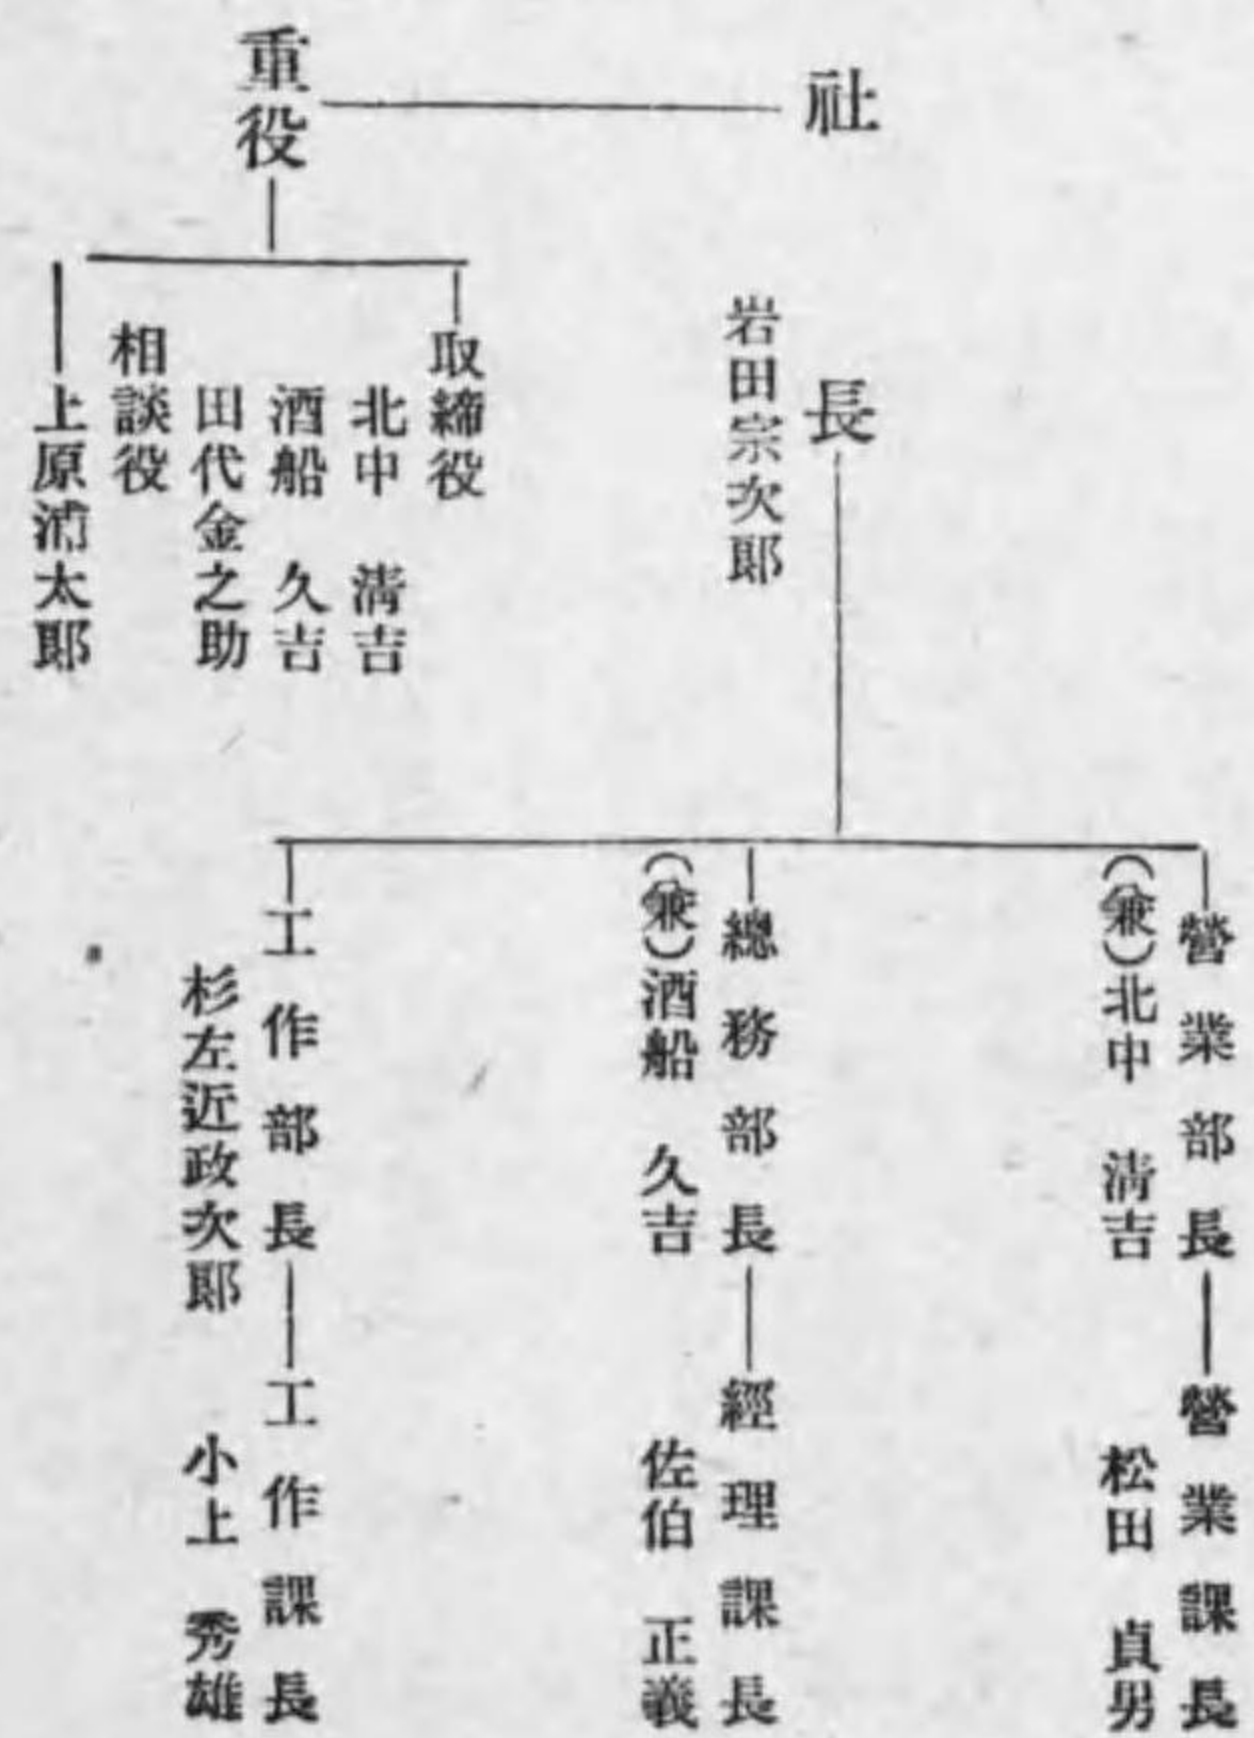 社長
岩田宗次郎
重役
取締役
北中 淸吉
酒船 久吉
田代金之助
相談役
上原浦太郎
營業部長
(兼)北中 淸吉
營業課長
松田 貞男
總務部長
(兼)酒船 久吉
經理課長
佐伯 正義
工作部長
杉左近政次郎
工作課長
小上 秀雄